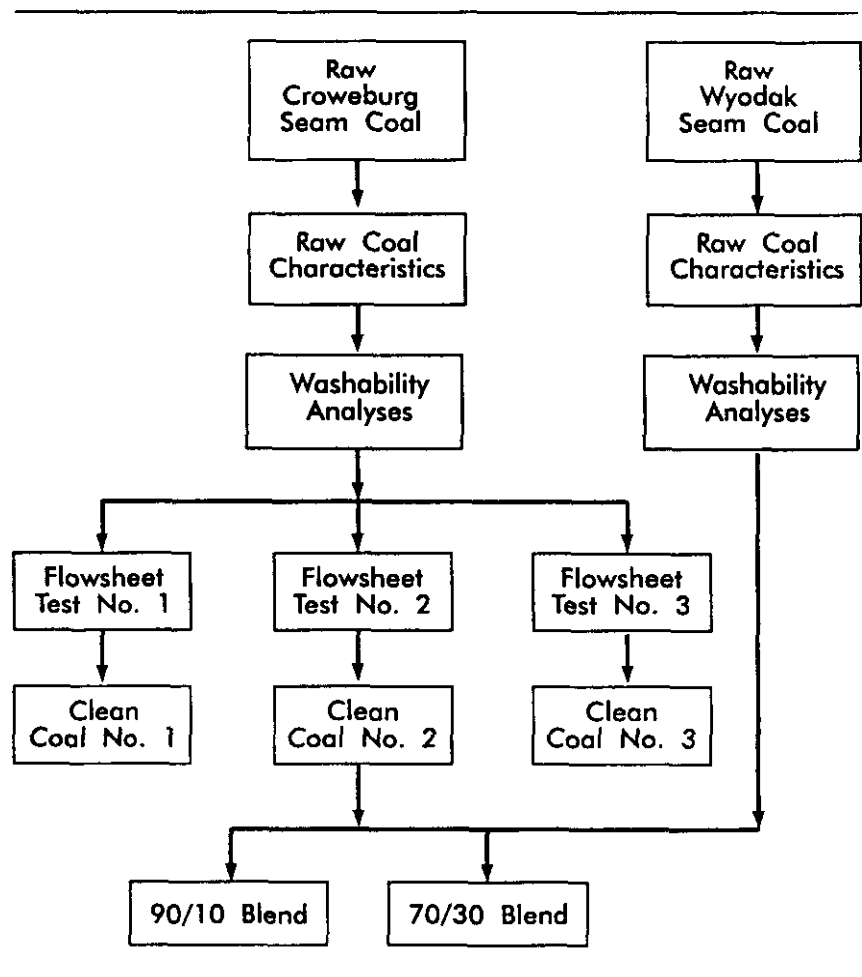 Raw
Croweburg
Seam Coal
Raw
Wyodak
Seam Coal
Raw Coal
Characteristics
Raw Coal
Characteristics
Washability
Analyses
Washability
Analyses
Flowsheet
Test No. 1
Flowsheet
Test No. 2
Flowsheet
Test No. 3
Clean
Coal No. 1
Clean
Coal No. 2
Clean
Coal No. 3
90/10 Blend
70/30 Blend